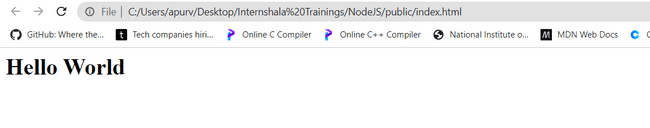 File | C:/Users/apurv/Desktop/Internshala%20Trainings/NodeJS/public/index.html
GitHub: Where the... t Tech companies hiri... Online C Compiler Online C++ Compiler National Institute o... M MDN Web Docs C
Hello World